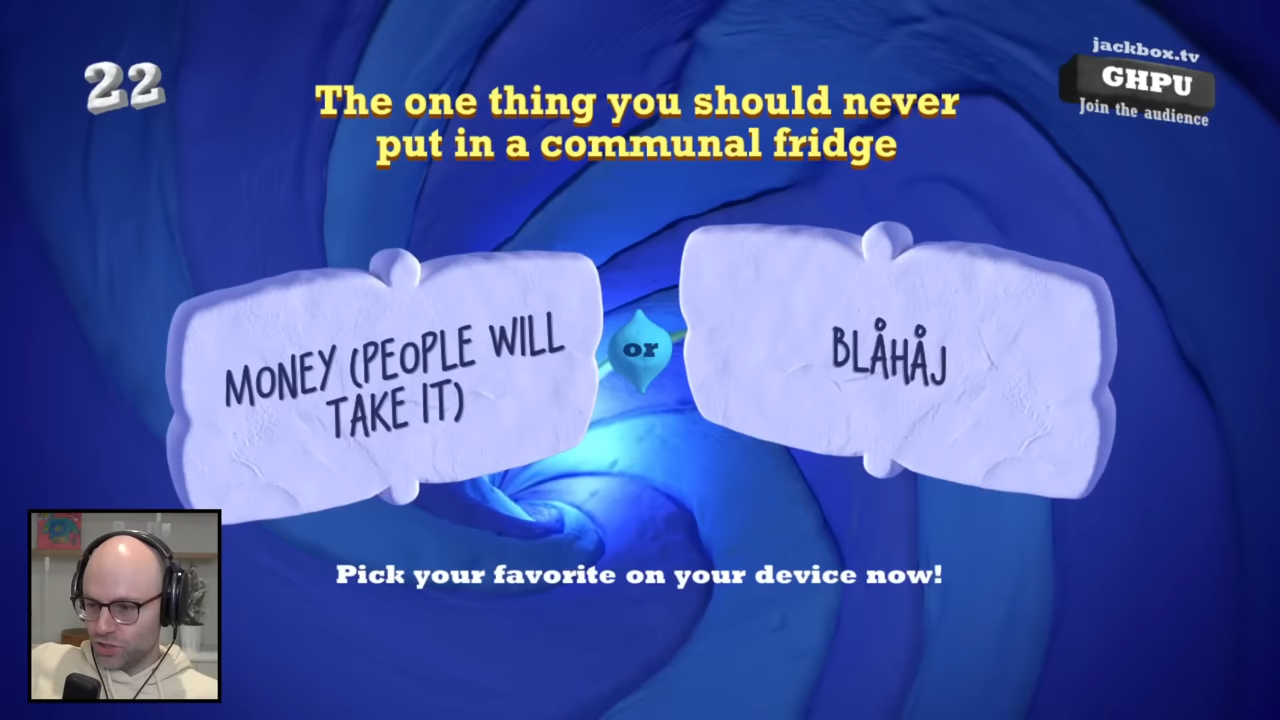 22
jackbox.tv
GHPU
Join the audience
The one thing you should never
put in a communal fridge
MONEY (PEOPLE WILL
TAKE IT)
or
BLÅHÅJ
Pick your favorite on your device now!